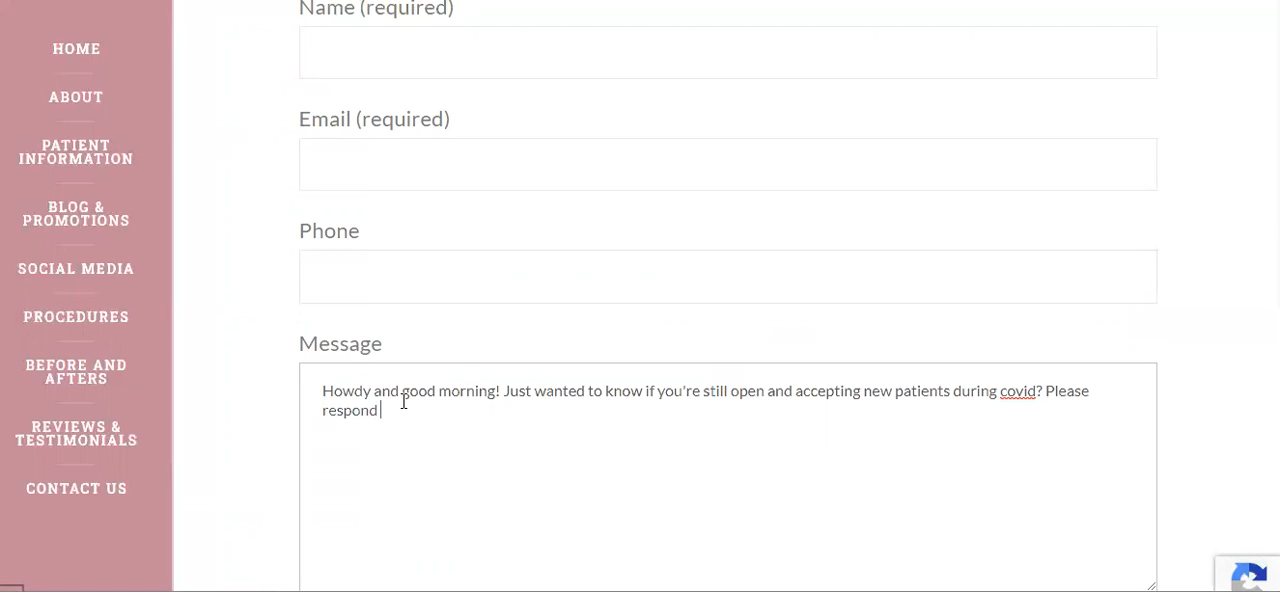 HOME
ABOUT
PATIENT
INFORMATION
BLOG &
PROMOTIONS
SOCIAL MEDIA
PROCEDURES
BEFORE AND
AFTERS
REVIEWS &
TESTIMONIALS
CONTACT US
Name (required)
Email (required)
Phone
Message
Howdy and good morning! Just wanted to know if you're still open and accepting new patients during covid? Please
respond